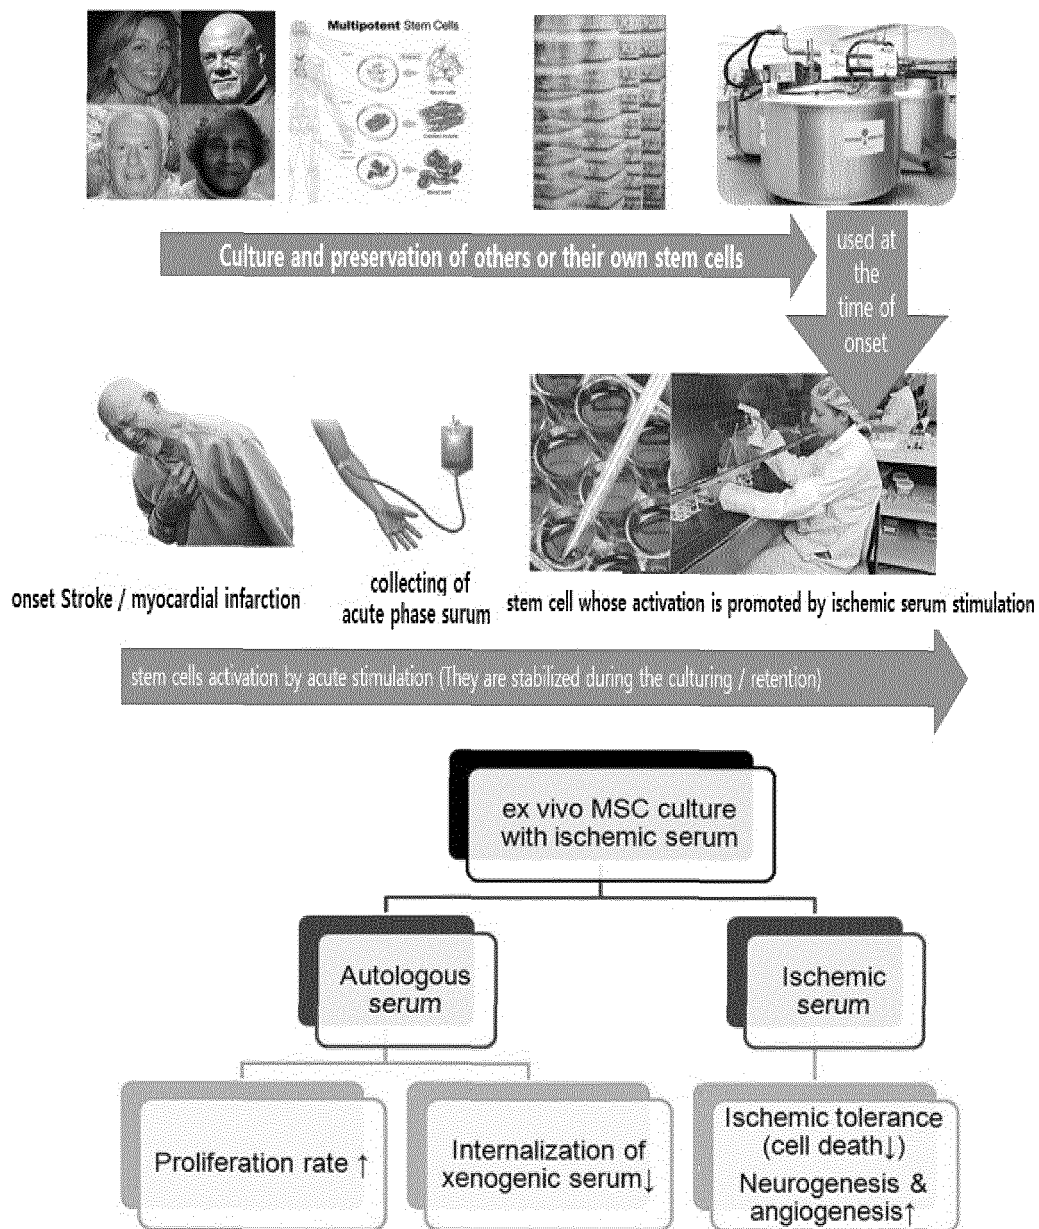 Multipotent Stem Cells
Culture and preservation of others or their own stem cells
used at
the
time of
onset
onset Stroke / myocardial infarction
collecting of
acute phase surum
stem cell whose activation is promoted by ischemic serum stimulation
stem cells activation by acute stimulation (They are stabilized during the culturing / retention)
ex vivo MSC culture
with ischemic serum
Autologous
serum
Ischemic
serum
Proliferation rate ↑
Internalization of
xenogenic serum↓
Ischemic tolerance
(cell death↓)
Neurogenesis &
angiogenesis↑